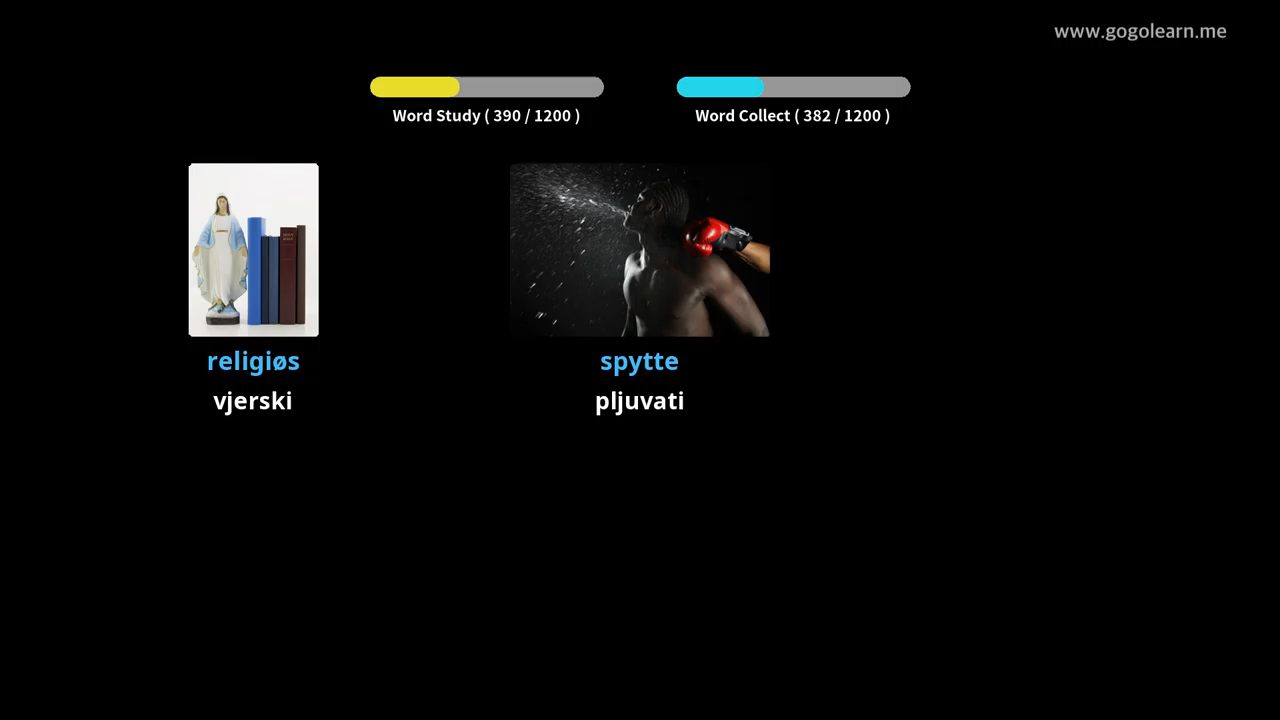 www.gogolearn.me
Word Study ( 390 / 1200 )
Word Collect ( 382 / 1200 )
religiøs
vjerski
spytte
pljuvati